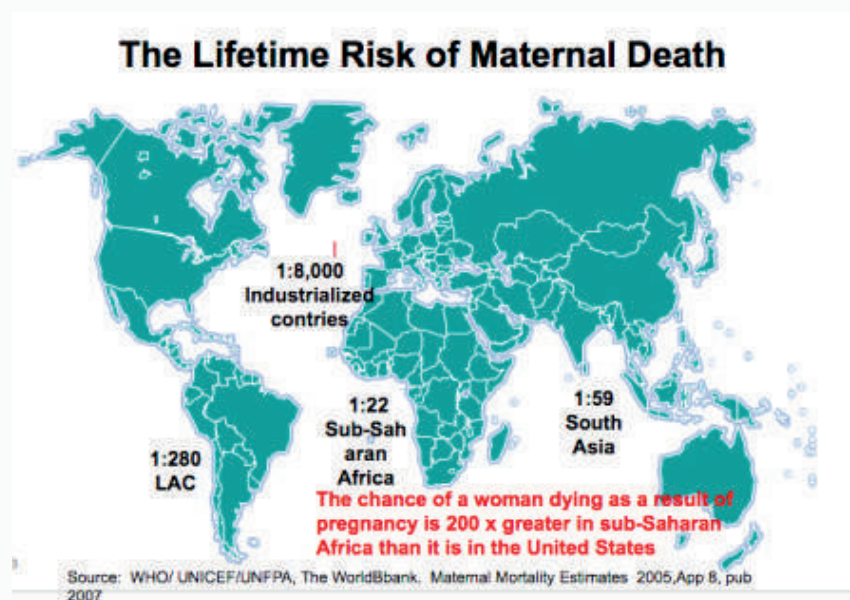 The Lifetime Risk of Maternal Death
1:8,000
Industrialized
contries
1:22
Sub-Sah
aran
Africa
1:59
South
Asia
1:280
LAC
The chance of a woman dying as a result of
pregnancy is 200 x greater in sub-Saharan
Africa than it is in the United States
Source: WHO/ UNICEF/UNFPA, The WorldBbank. Maternal Mortality Estimates 2005,App 8, pub
2007